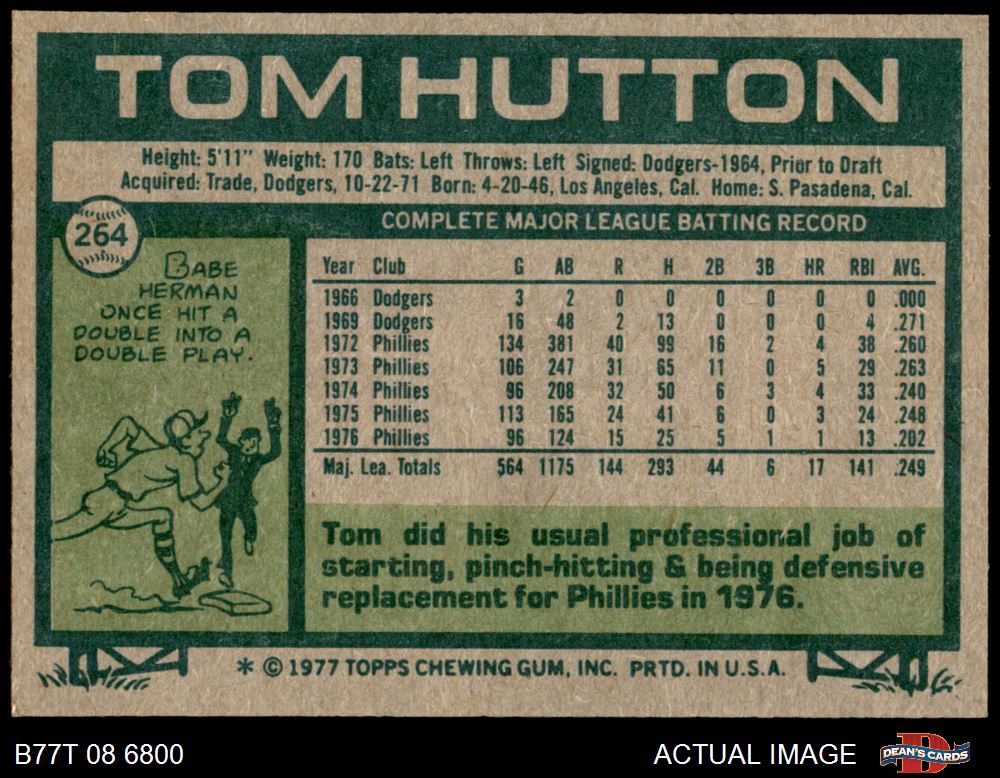 TOM HUTTON
Height: 5'11" Weight: 170 Bats: Left Throws: Left Signed: Dodgers-1964, Prior to Draft
Acquired: Trade, Dodgers, 10-22-71 Born: 4-20-46, Los Angeles, Cal. Home: S. Pasadena, Cal.
COMPLETE MAJOR LEAGUE BATTING RECORD
264
BABE
HERMAN
ONCE HIT A
DOUBLE INTO A
DOUBLE PLAY.
Year Club G AB R H 2B 3B HR RBI AVG.
1966 Dodgers 3 2 0 0 0 0 0 0 .000
1969 Dodgers 16 48 2 13 0 0 0 4 .271
1972 Phillies 134 381 40 99 16 2 4 38 .260
1973 Phillies 106 247 31 65 11 0 5 29 .263
1974 Phillies 96 208 32 50 6 3 4 33 .240
1975 Phillies 113 165 24 41 6 0 3 24 .248
1976 Phillies 96 124 15 25 5 1 1 13 .202
Maj. Lea. Totals 564 1175 144 293 44 6 17 141 .249
Tom did his usual professional job of
starting, pinch-hitting & being defensive
replacement for Phillies in 1976.
* © 1977 TOPPS CHEWING GUM, INC. PRTD. IN U.S.A.
B77T 08 6800
ACTUAL IMAGE
D
DEAN'S CARDS